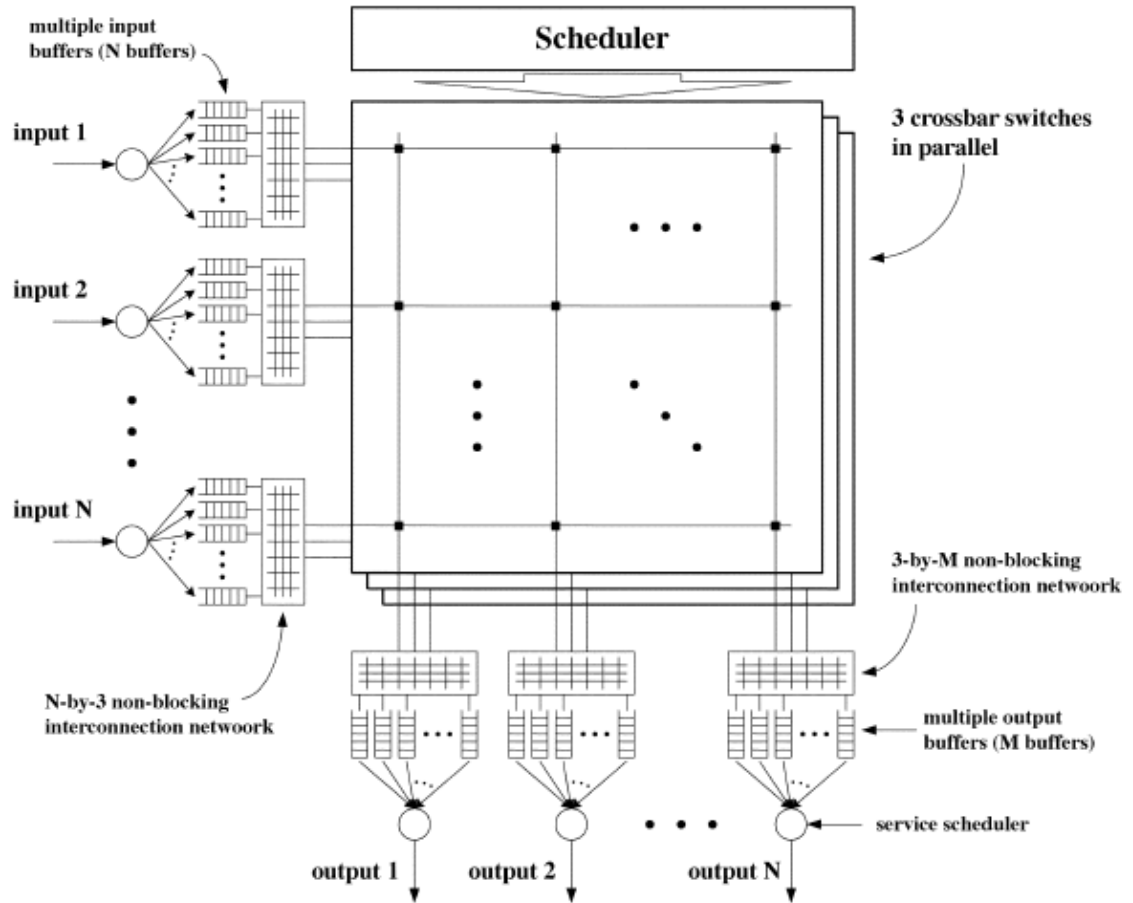 multiple input
buffers (N buffers)
Scheduler
input 1
3 crossbar switches
in parallel
input 2
input N
3-by-M non-blocking
interconnection netwoork
N-by-3 non-blocking
interconnection netwoork
multiple output
buffers (M buffers)
service scheduler
output 1
output 2
output N